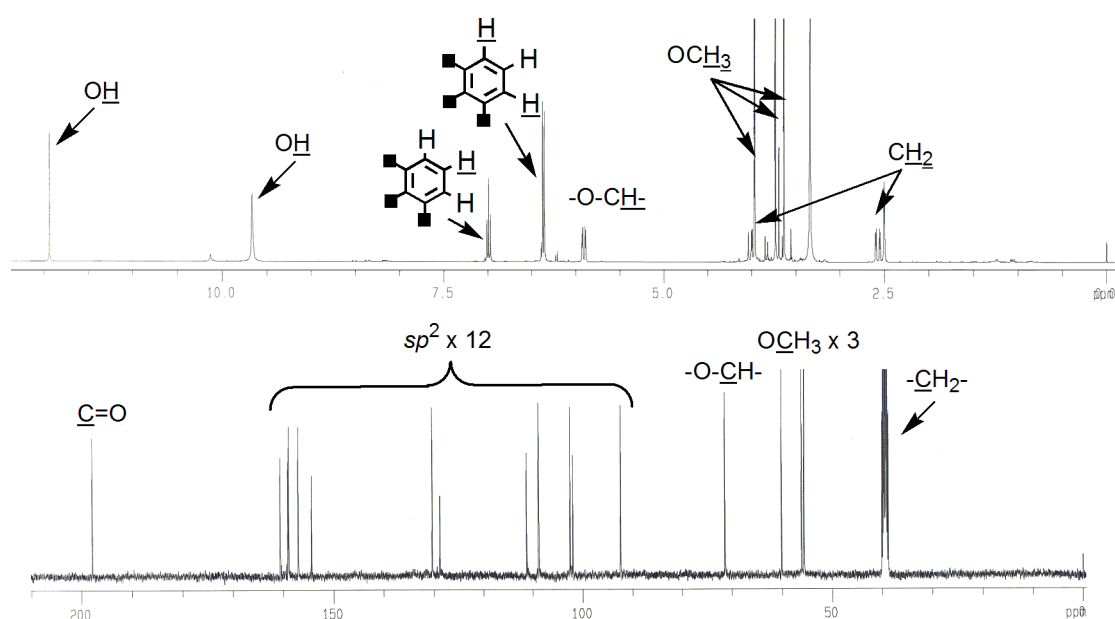 H
H
H
OCH3
OH
OH
H
H
H
-O-CH-
CH2
10.0
7.5
5.0
2.5
ppm
sp2 x 12
OCH3 x 3
-O-CH-
-CH2-
C=O
200
150
100
50
ppm